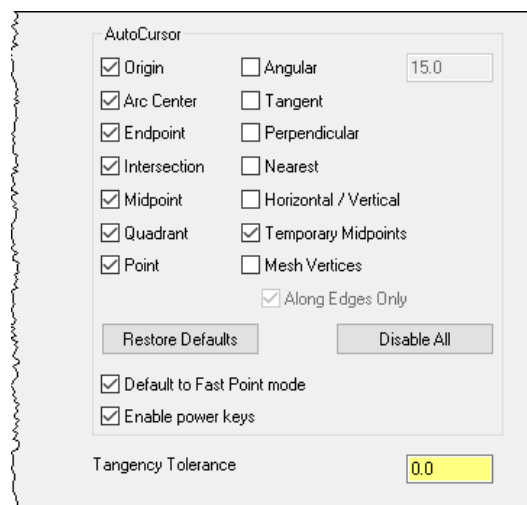 AutoCursor
Origin Angular 15.0
Arc Center Tangent
Endpoint Perpendicular
Intersection Nearest
Midpoint Horizontal / Vertical
Quadrant Temporary Midpoints
Point Mesh Vertices
Along Edges Only
Restore Defaults Disable All
Default to Fast Point mode
Enable power keys
Tangency Tolerance 0.0